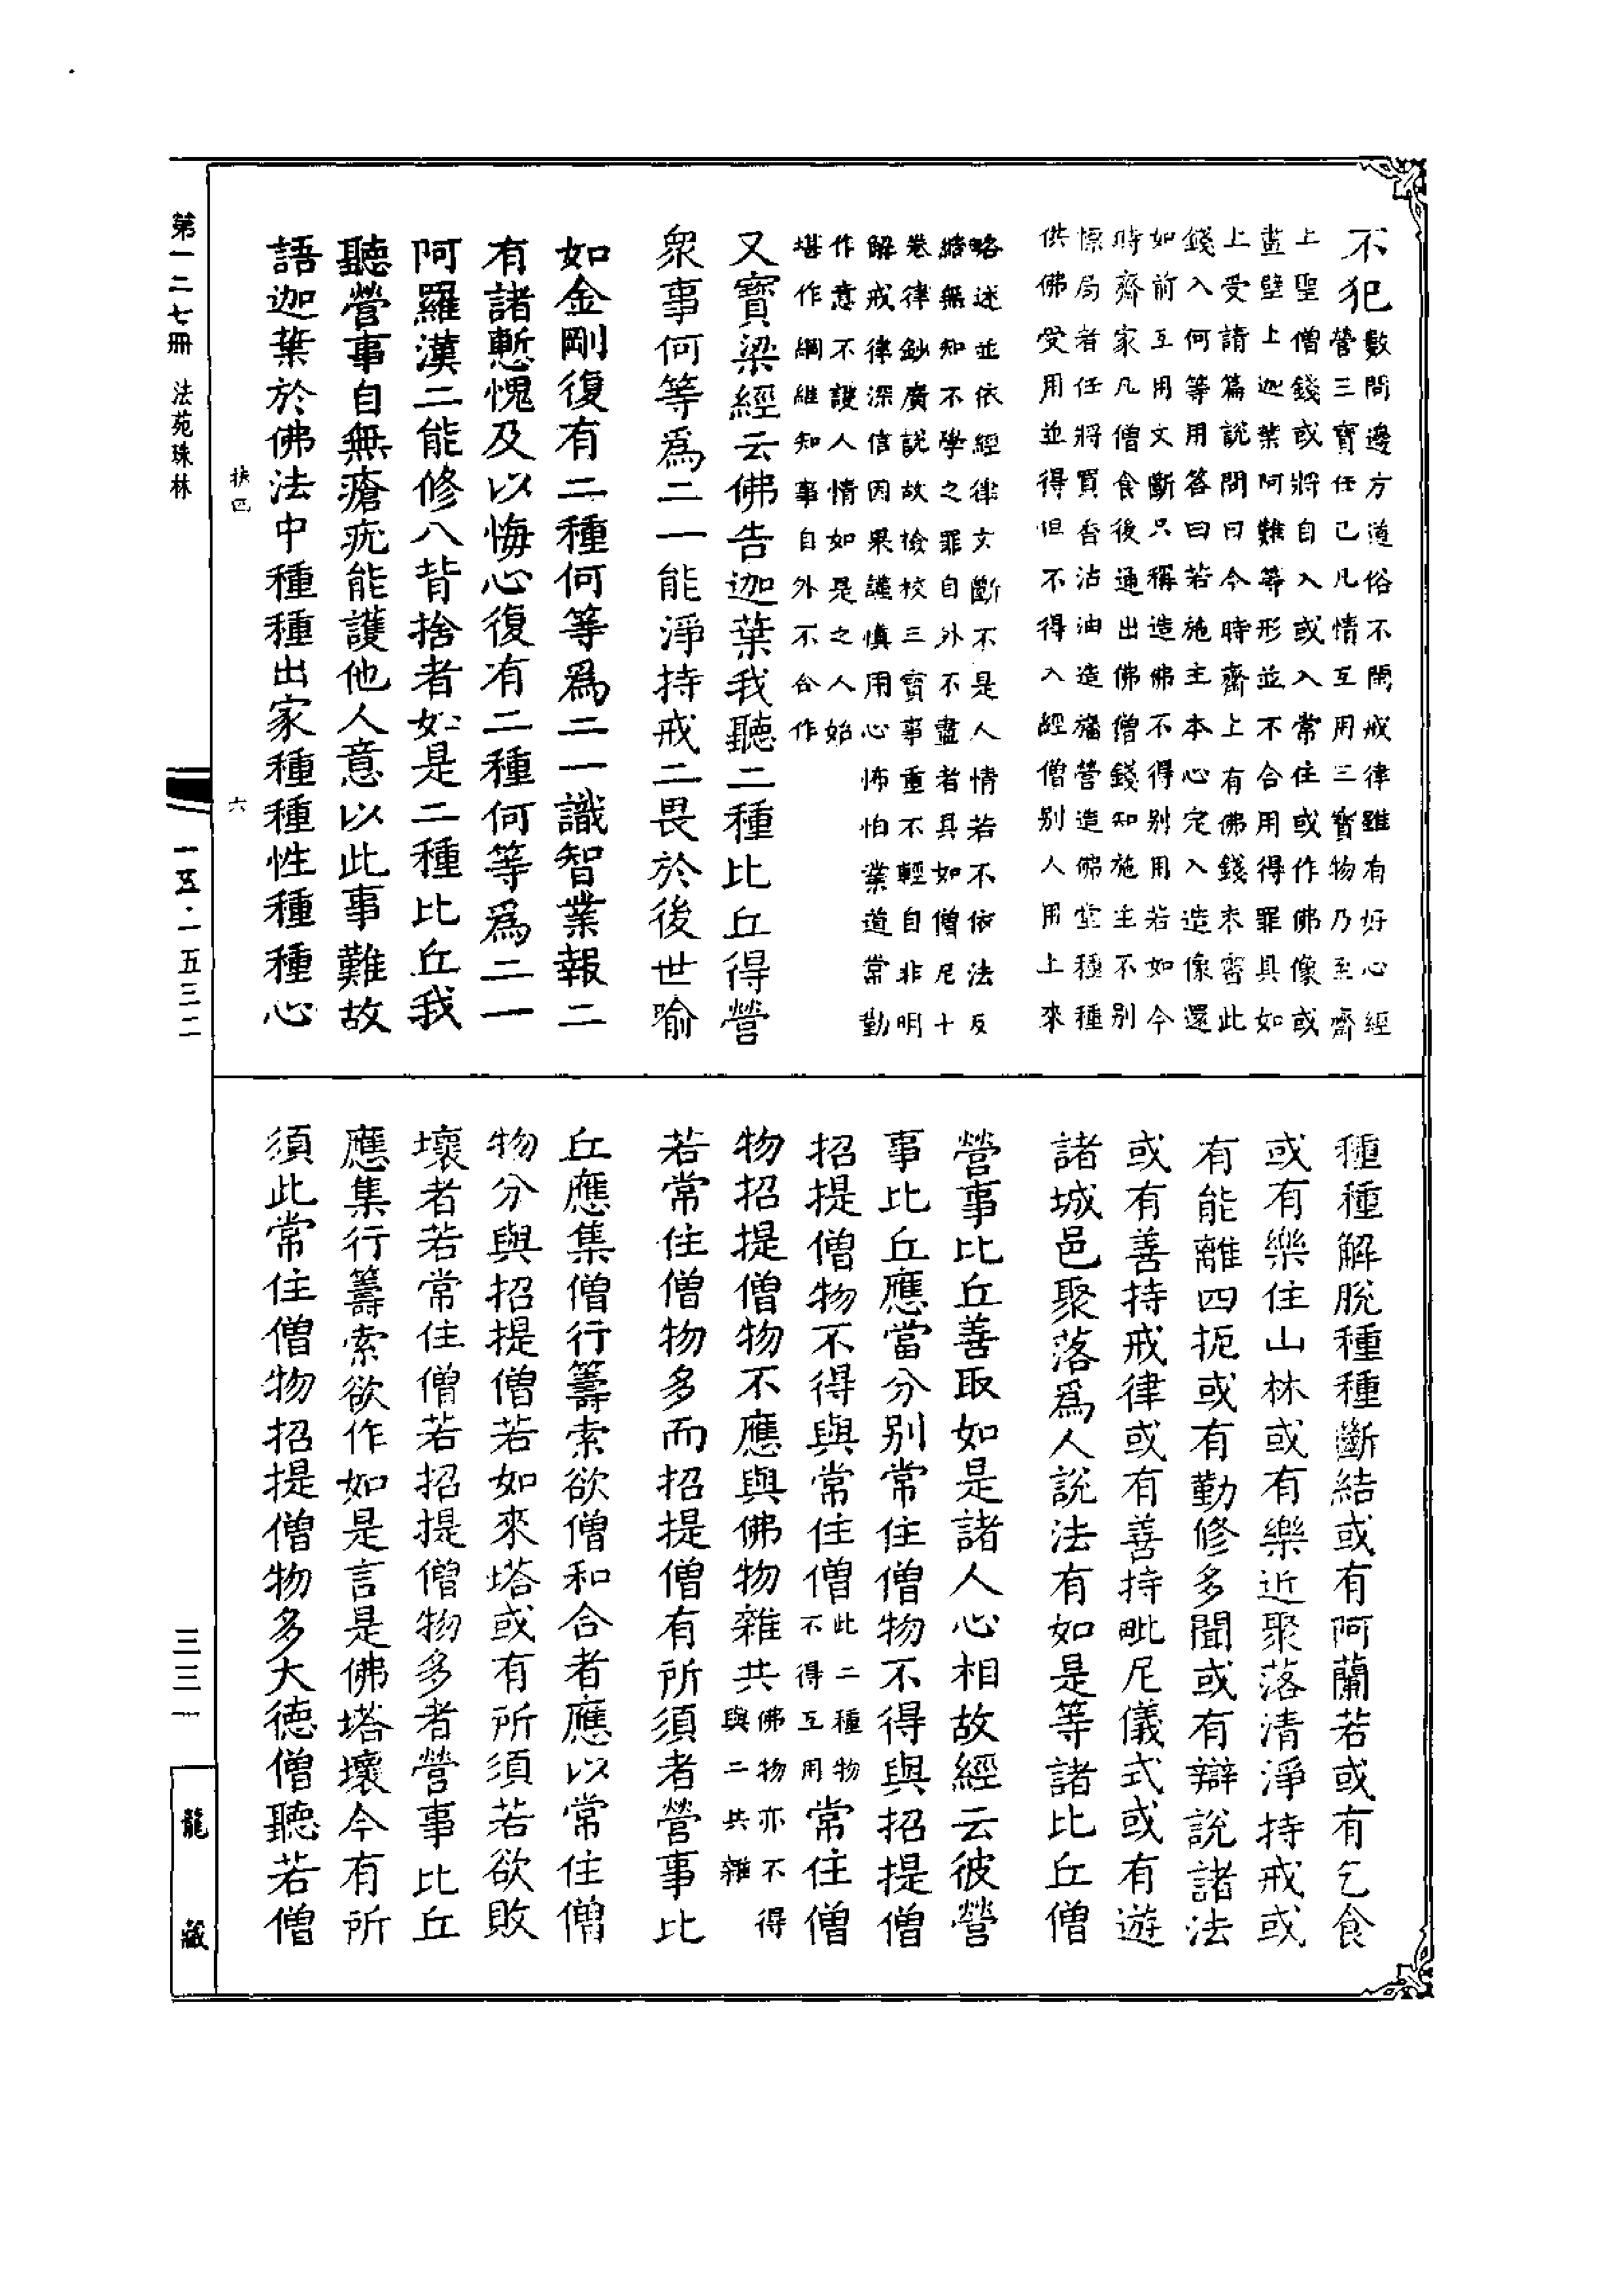 不犯數問邊方道俗不閑戒律雖有好心經
營三寶任己凡情互用三寶物乃至齋
上聖僧錢或將自入或入常住或作佛像或
畫壁上迦葉阿難等形並不合用得罪具如
上受請篇說問曰今時齋上有佛錢未審此
錢入何等用答曰若施主本心定入造像還
如前互用文斷只稱造佛不得別用若如今
時齋家凡僧食後通出佛僧錢知施主不別
標局者任將買香沽油造旛營造佛堂種種
供佛受用並得但不得入經僧別人用上來
略述並依經律文斷不是人情若不依法反
結無知不學之罪自外不盡者具如僧尼十
卷律鈔廣說故撿校三寶事重不輕自非明
解戒律深信因果謹慎用心怖怕業道常勤
作意不護人情如是之人始
堪作綱維知事自外不合作
又寶梁經云佛告迦葉我聽二種比丘得營
衆事何等爲二一能淨持戒二畏於後世喻
如金剛復有二種何等爲二一識智業報二
有諸慙愧及以悔心復有二種何等爲二一
阿羅漢二能修八背捨者如是二種比丘我
聽營事自無瘡疣能護他人意以此事難故
語迦葉於佛法中種種出家種種性種種心
種種解脫種種斷結或有阿蘭若或有乞食
或有樂住山林或有樂近聚落清淨持戒或
有能離四扼或有勤修多聞或有辯說諸法
或有善持戒律或有善持毗尼儀式或有遊
諸城邑聚落爲人說法有如是等諸比丘僧
營事比丘善取如是諸人心相故經云彼營
事比丘應當分別常住僧物不得與招提僧
招提僧物不得與常住僧此二種物不得互用常住僧
物招提僧物不應與佛物雜共佛物亦不得與二共雜
若常住僧物多而招提僧有所須者營事比
丘應集僧行籌索欲僧和合者應以常住僧
物分與招提僧若如來塔或有所須若欲敗
壞者若常住僧若招提僧物多者營事比丘
應集行籌索欲作如是言是佛塔壞今有所
須此常住僧物招提僧物多大德僧聽若僧
六
第一二七冊 法苑珠林
一五·一五三二
三三一
龍藏